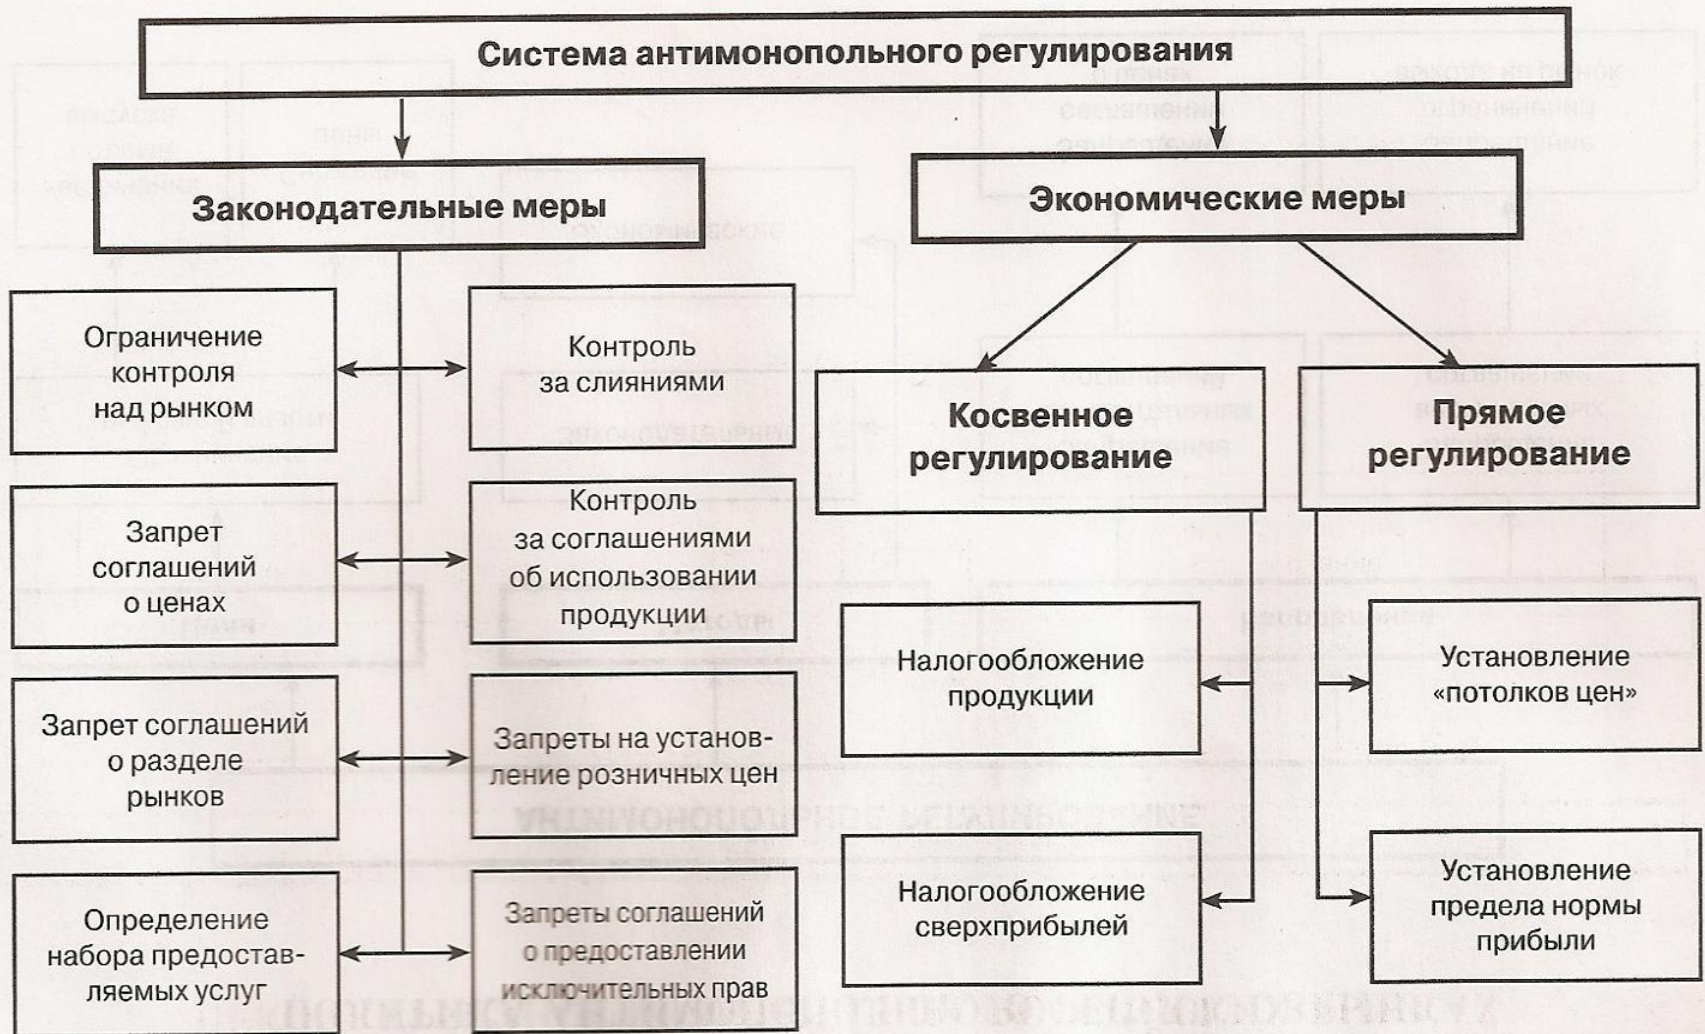 Система антимонопольного регулирования
Законодательные меры
Экономические меры
Ограничение
контроля
над рынком
Контроль
за слияниями
Запрет
соглашений
о ценах
Контроль
за соглашениями
об использовании
продукции
Запрет соглашений
о разделе
рынков
Запреты на установ-
ление розничных цен
Определение
набора предостав-
ляемых услуг
Запреты соглашений
о предоставлении
исключительных прав
Косвенное
регулирование
Прямое
регулирование
Налогообложение
продукции
Установление
«потолков цен»
Налогообложение
сверхприбылей
Установление
предела нормы
прибыли